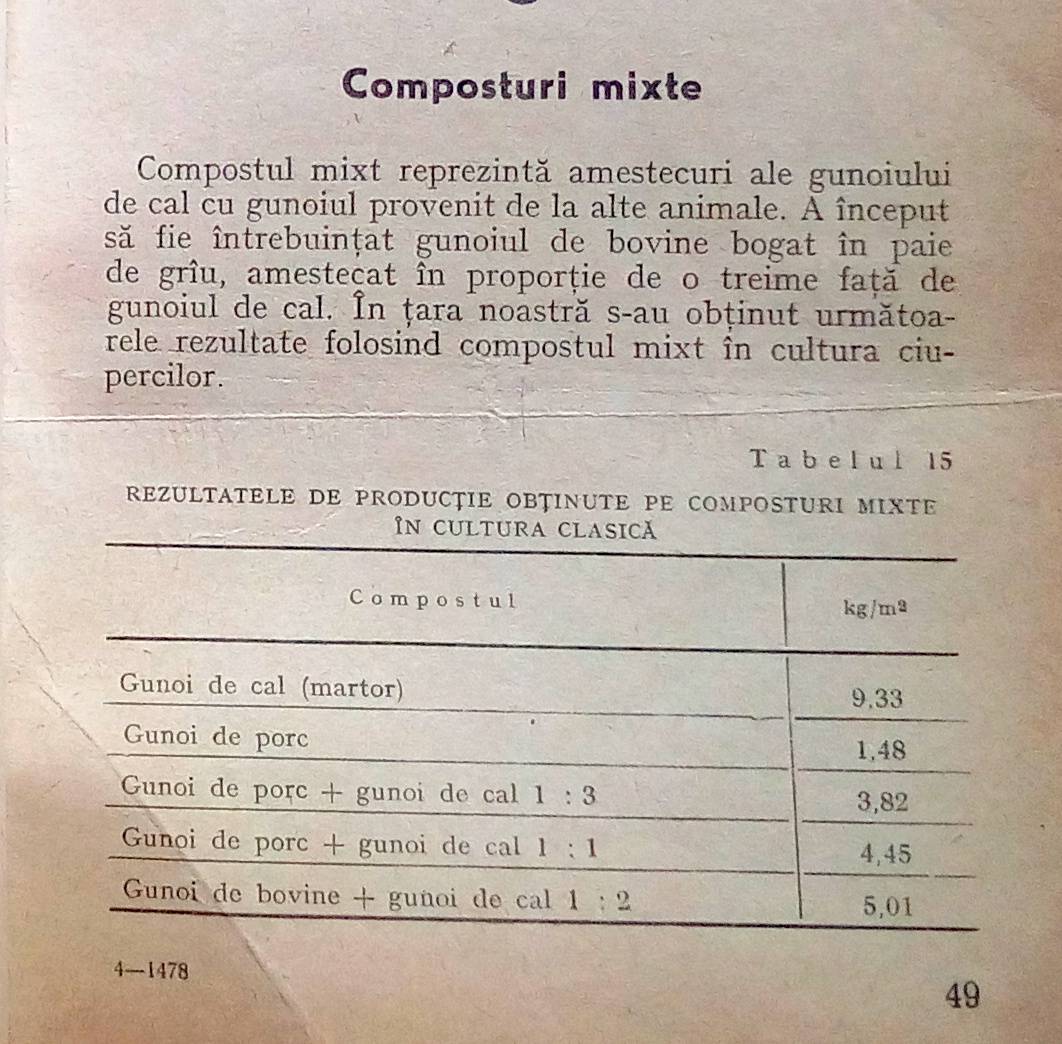 Composturi mixte
Compostul mixt reprezintă amestecuri ale gunoiului
de cal cu gunoiul provenit de la alte animale. A început
să fie întrebuințat gunoiul de bovine bogat în paie
de grîu, amestecat în proporție de o treime față de
gunoiul de cal. În țara noastră s-au obținut următoa-
rele rezultate folosind compostul mixt în cultura ciu-
percilor.
Tabelul 15
REZULTATELE DE PRODUCȚIE OBȚINUTE PE COMPOSTURI MIXTE
ÎN CULTURA CLASICĂ
Compostul kg/m²
Gunoi de cal (martor) 9,33
Gunoi de porc 1,48
Gunoi de porc + gunoi de cal 1 : 3 3,82
Gunoi de porc + gunoi de cal 1 : 1 4,45
Gunoi de bovine + gunoi de cal 1 : 2 5,01
4—1478
49